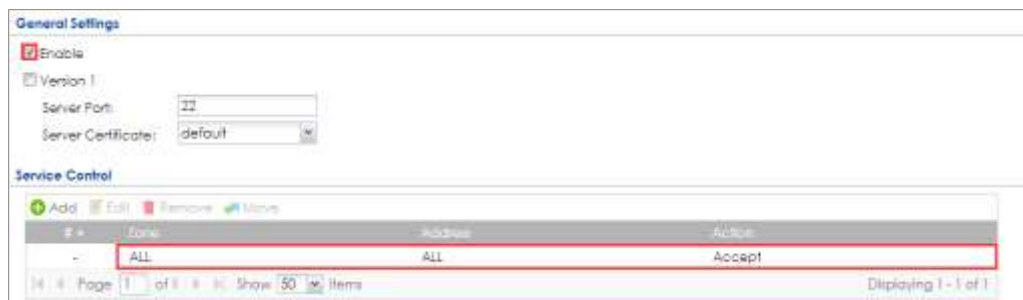 General Settings
Enable
Version 1
Server Port: 22
Server Certificate: default
Service Control
Add Edit Remove Move
# Zone Address Action
- ALL ALL Accept
Page 1 of 1 Show 50 Items Displaying 1 - 1 of 1